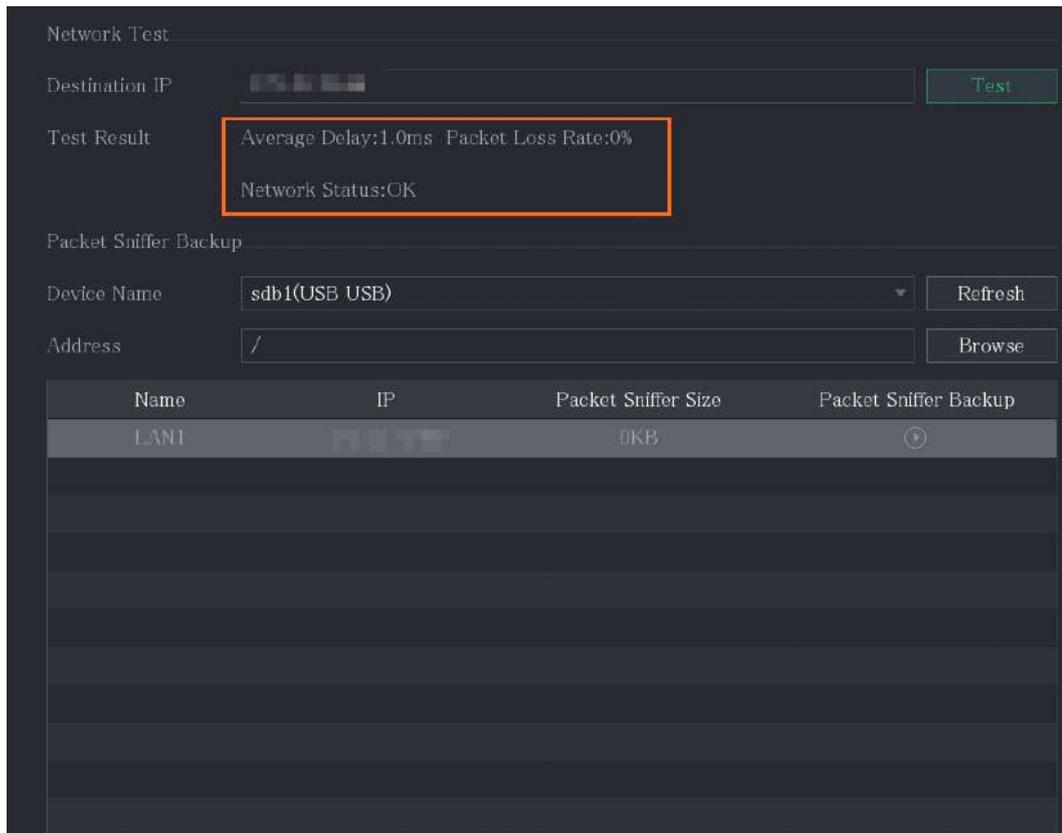 Network Test
Destination IP Test
Test Result Average Delay:1.0ms Packet Loss Rate:0%
Network Status:OK
Packet Sniffer Backup
Device Name sdb1(USB USB) Refresh
Address / Browse
Name IP Packet Sniffer Size Packet Sniffer Backup
LAN1 0KB